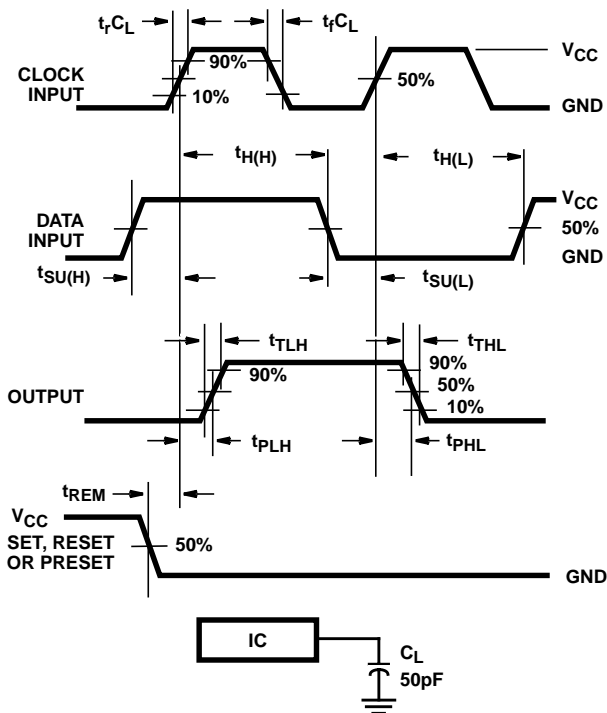 trCL
tfCL
CLOCK
INPUT
90%
10%
50%
VCC
GND
tH(H)
tH(L)
DATA
INPUT
VCC
50%
GND
tSU(H)
tSU(L)
tTLH
tTHL
OUTPUT
90%
90%
50%
10%
tPLH
tPHL
tREM
VCC
SET, RESET
OR PRESET
50%
GND
IC
CL
50pF